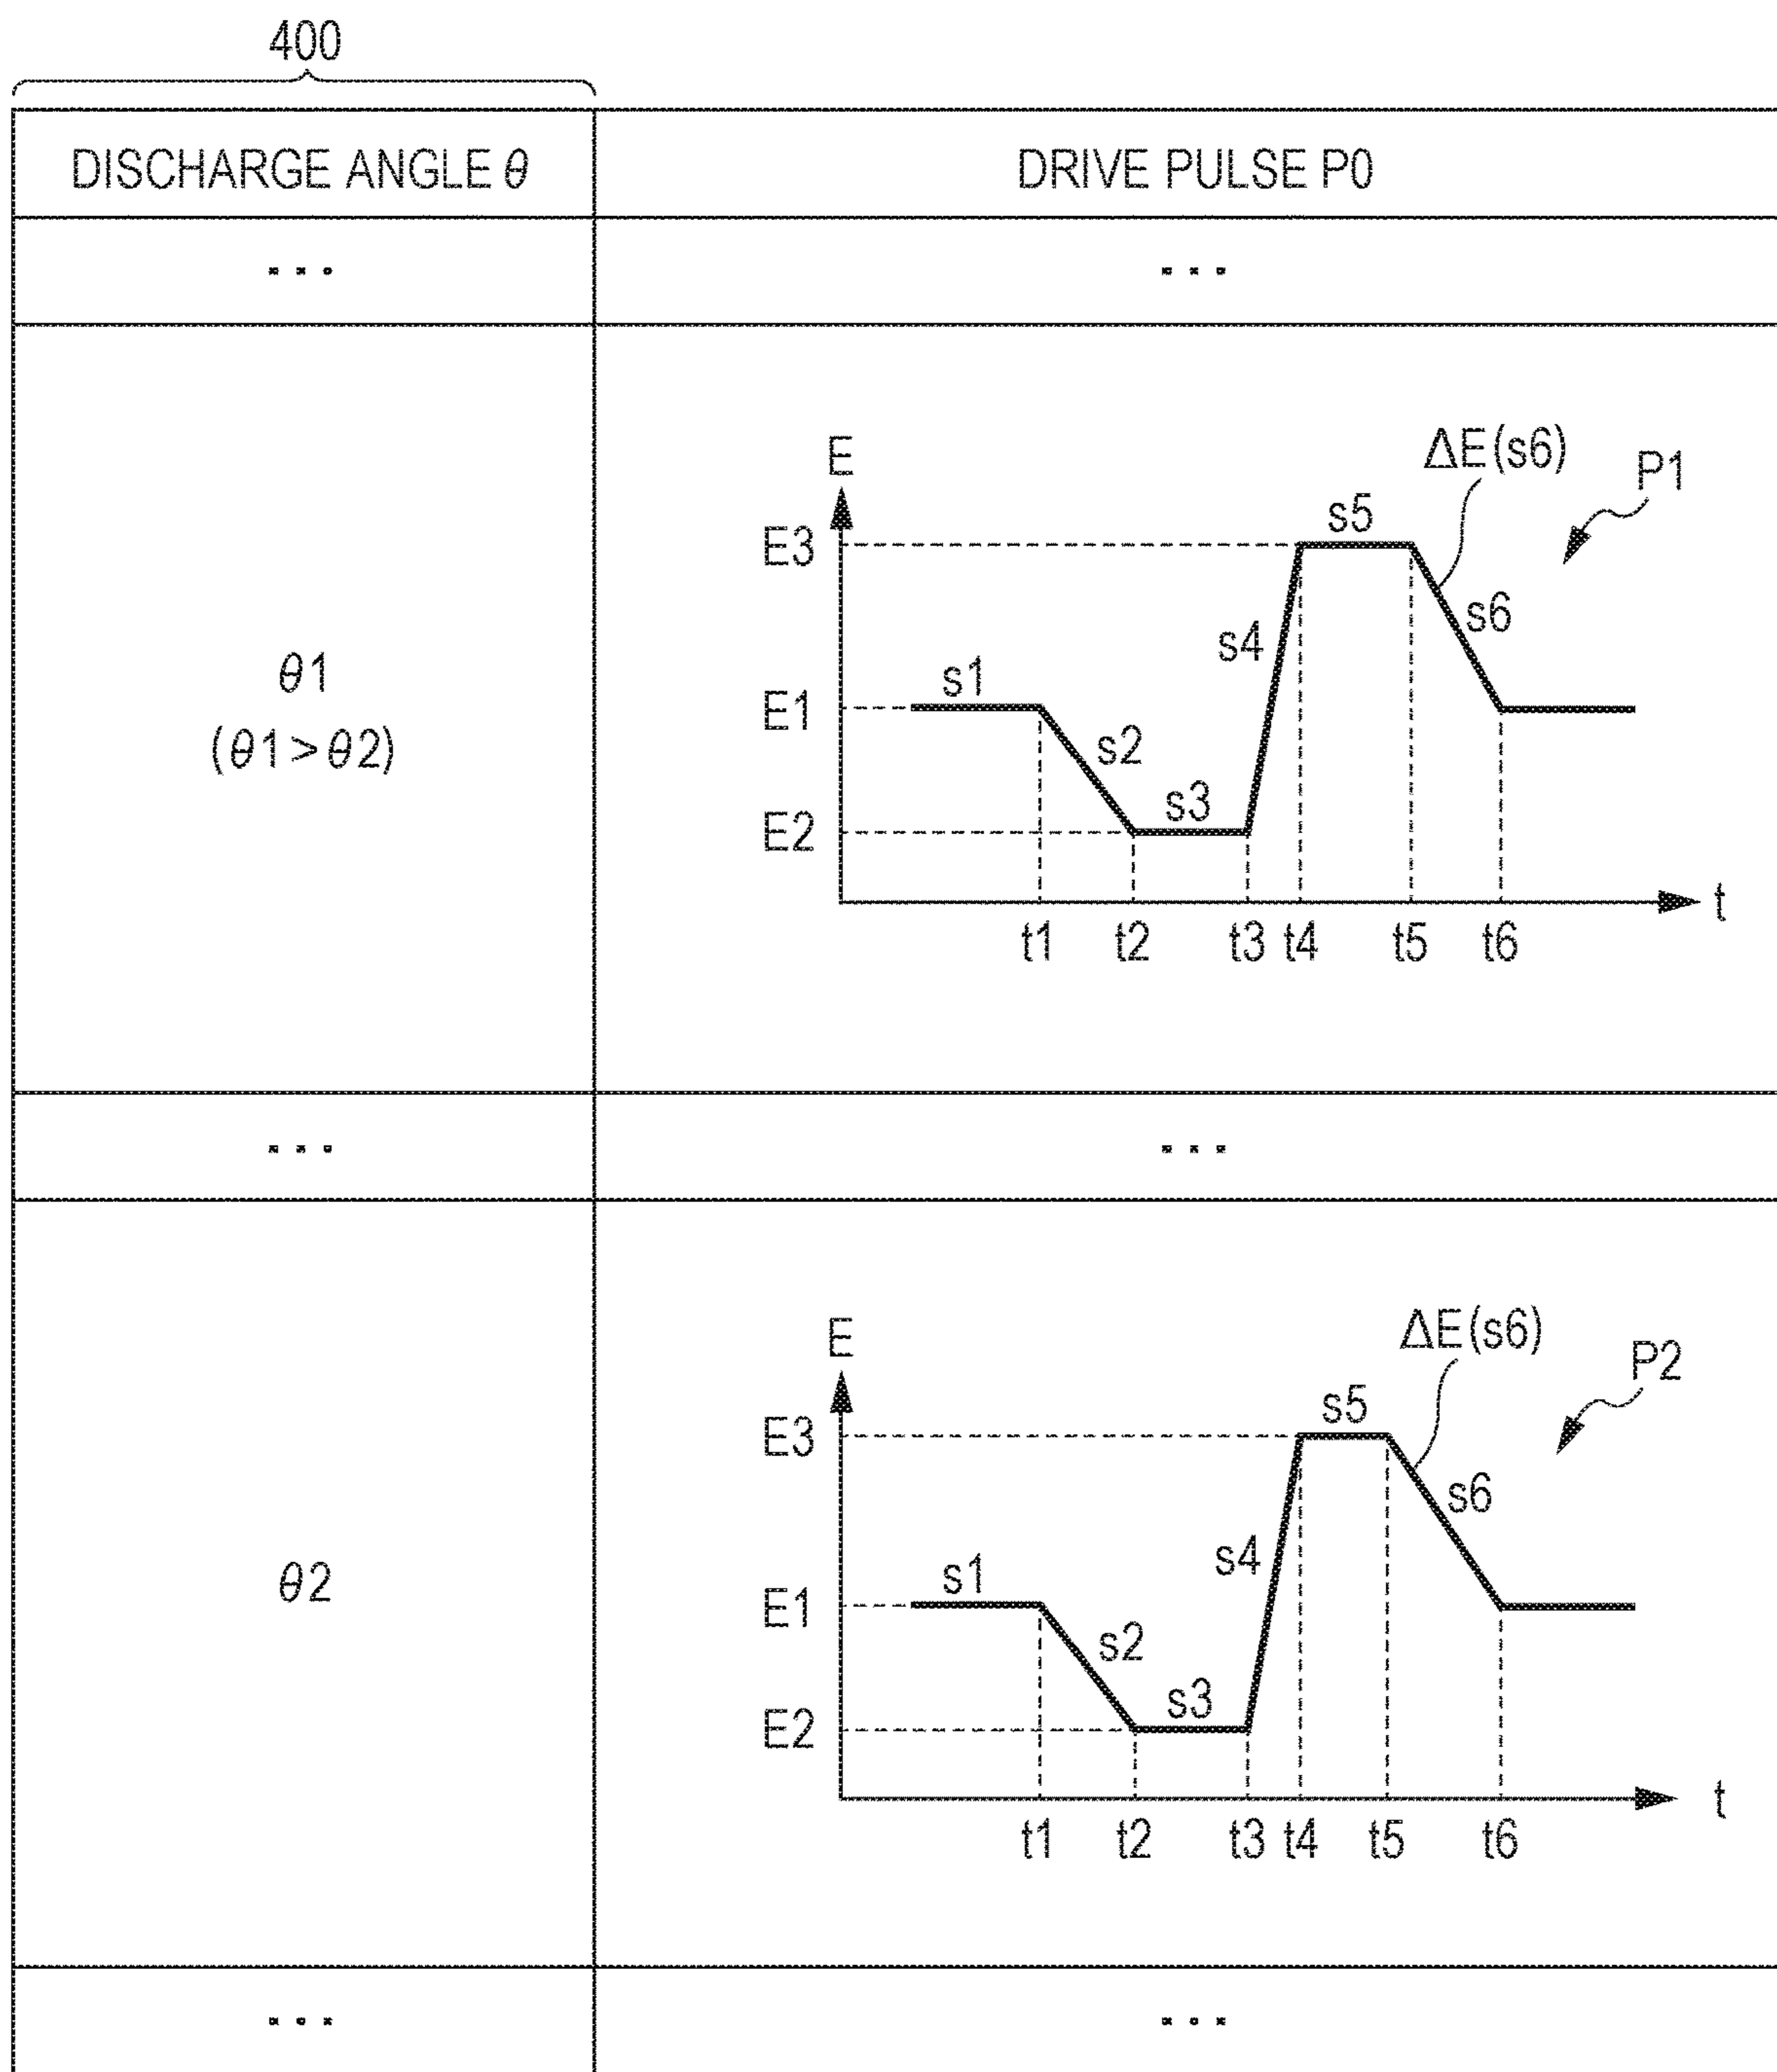 400
DISCHARGE ANGLE θ
DRIVE PULSE P0
... ...
θ1
(θ1>θ2)
E
ΔE(s6)
P1
E3
s5
s4
s6
E1
s1
s2
s3
E2
t
t1 t2 t3 t4 t5 t6
... ...
θ2
E
ΔE(s6)
P2
E3
s5
s6
s4
E1
s1
s2
s3
E2
t
t1 t2 t3 t4 t5 t6
... ...